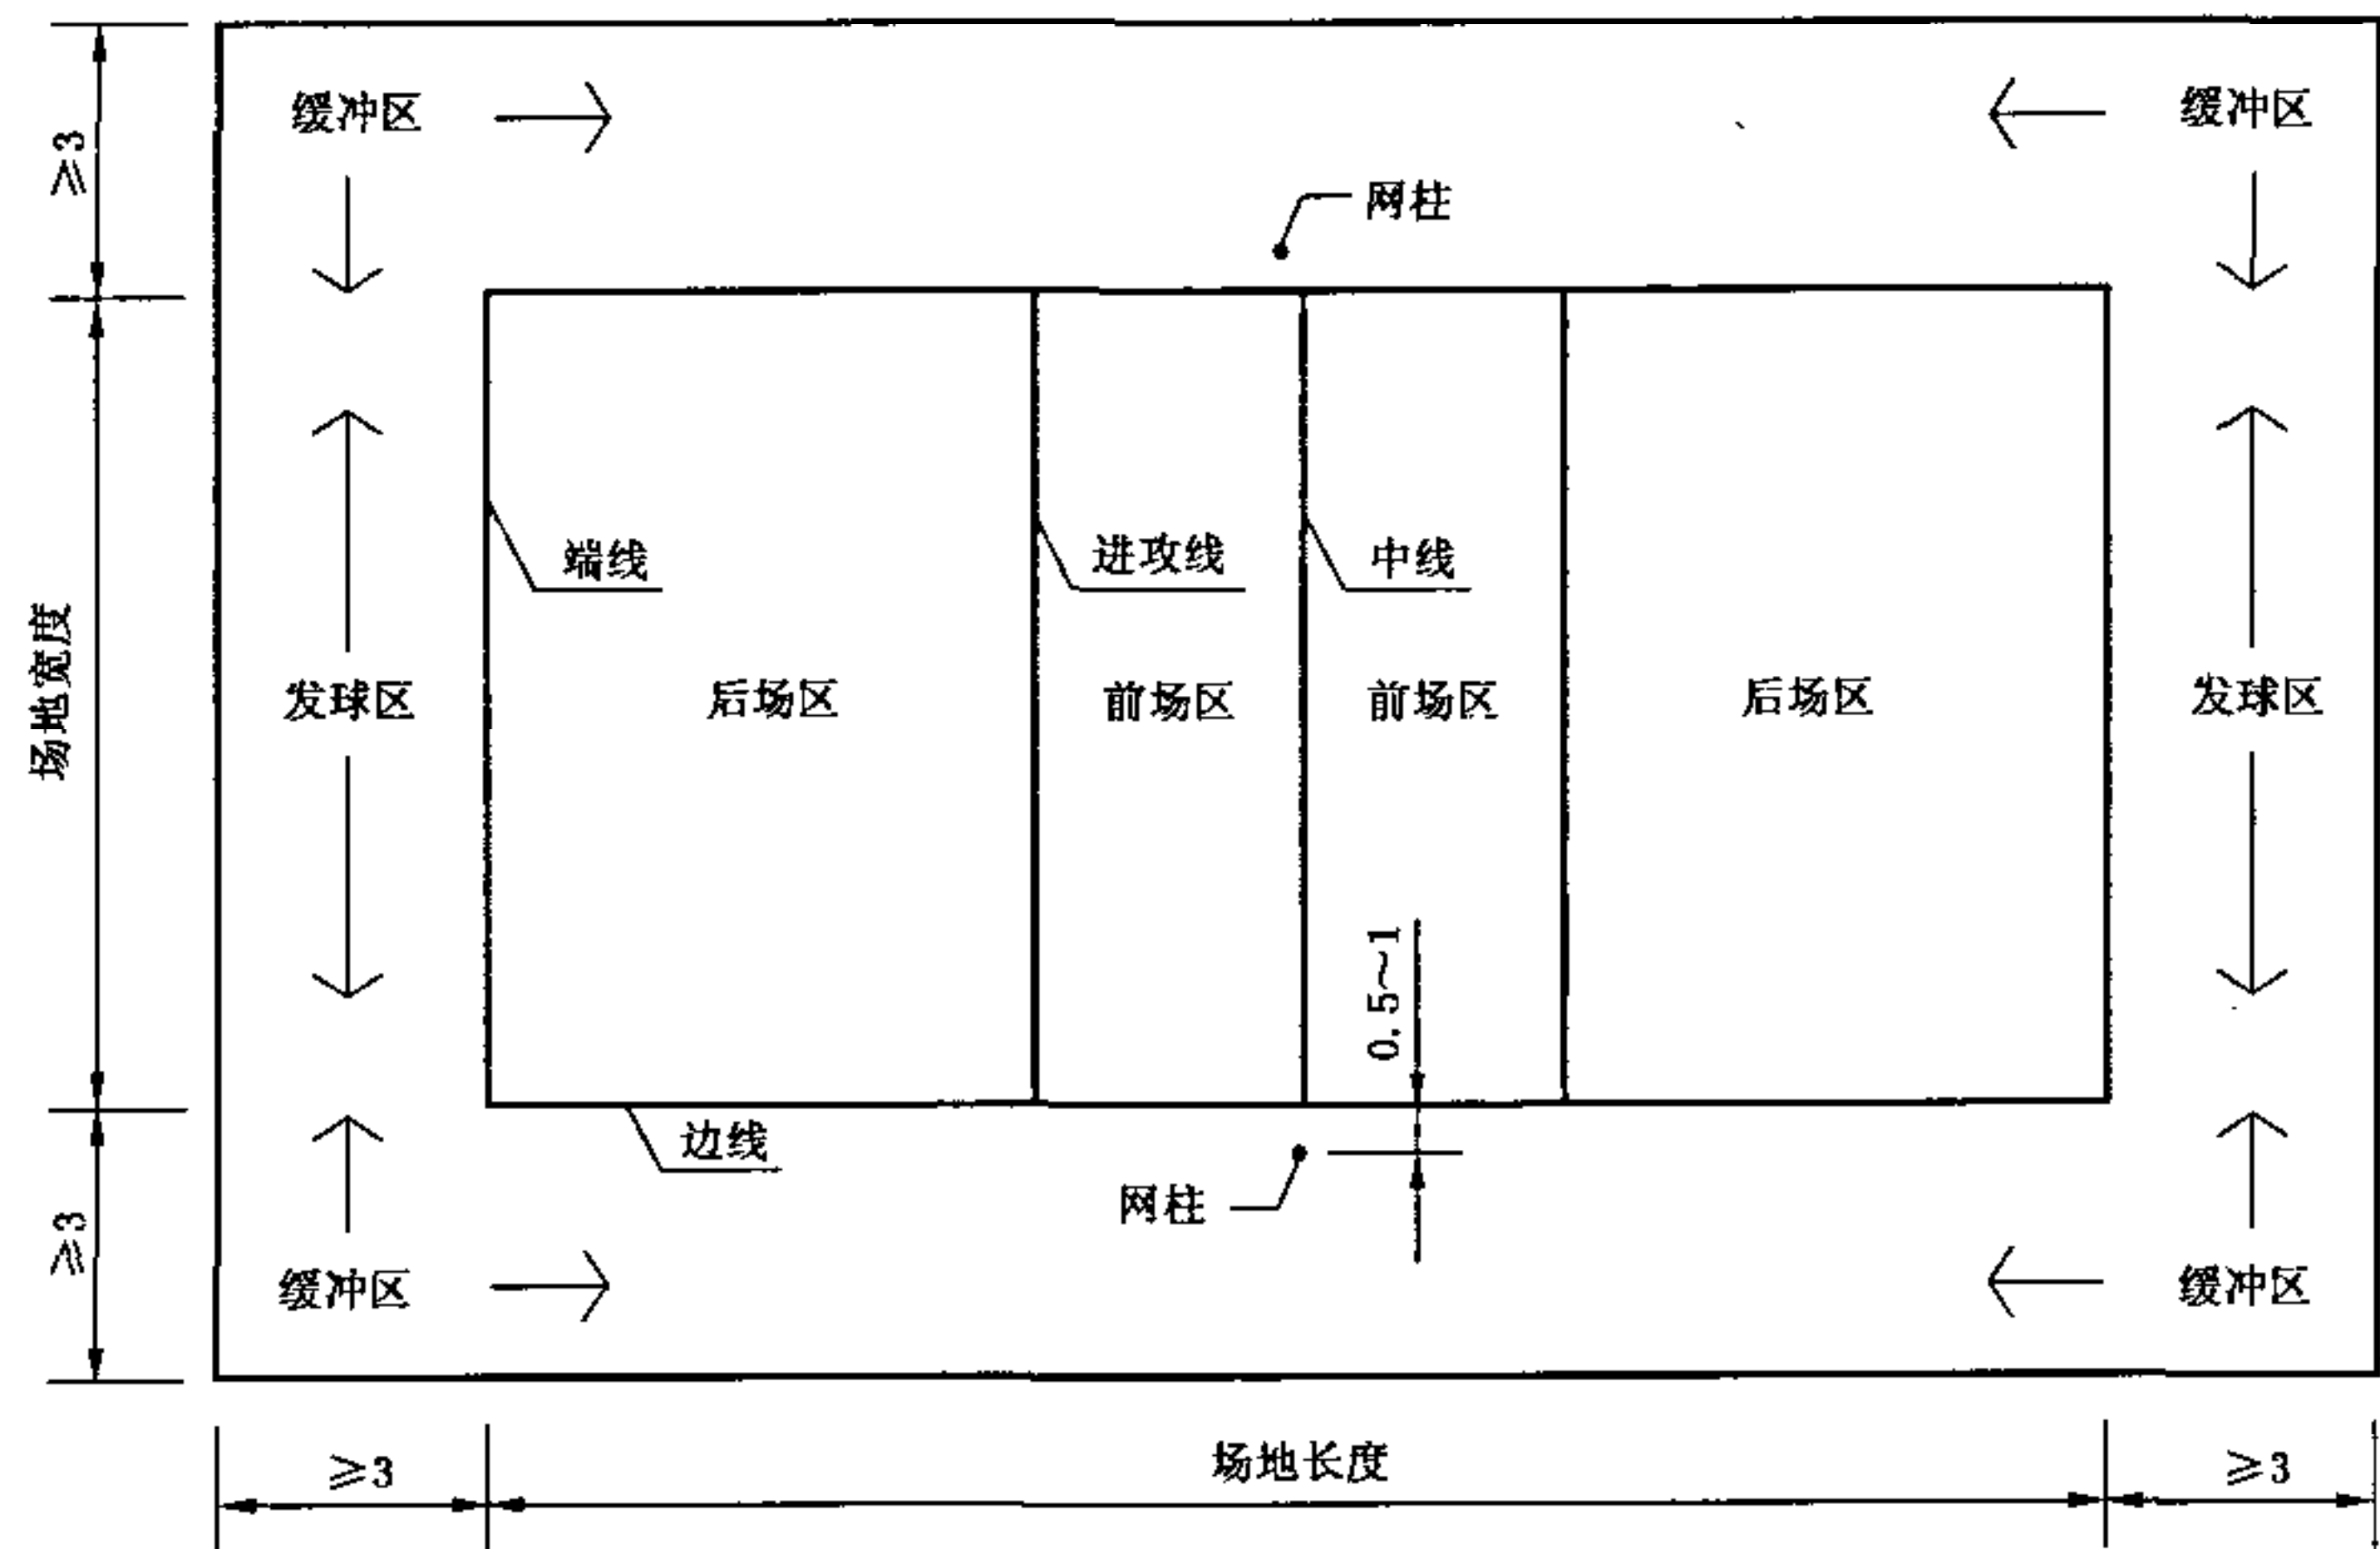 缓冲区
缓冲区
≥3
网柱
端线
进攻线
中线
场地宽度
发球区
后场区
前场区
前场区
后场区
发球区
0.5~1
边线
网柱
≥3
缓冲区
缓冲区
≥3
场地长度
≥3